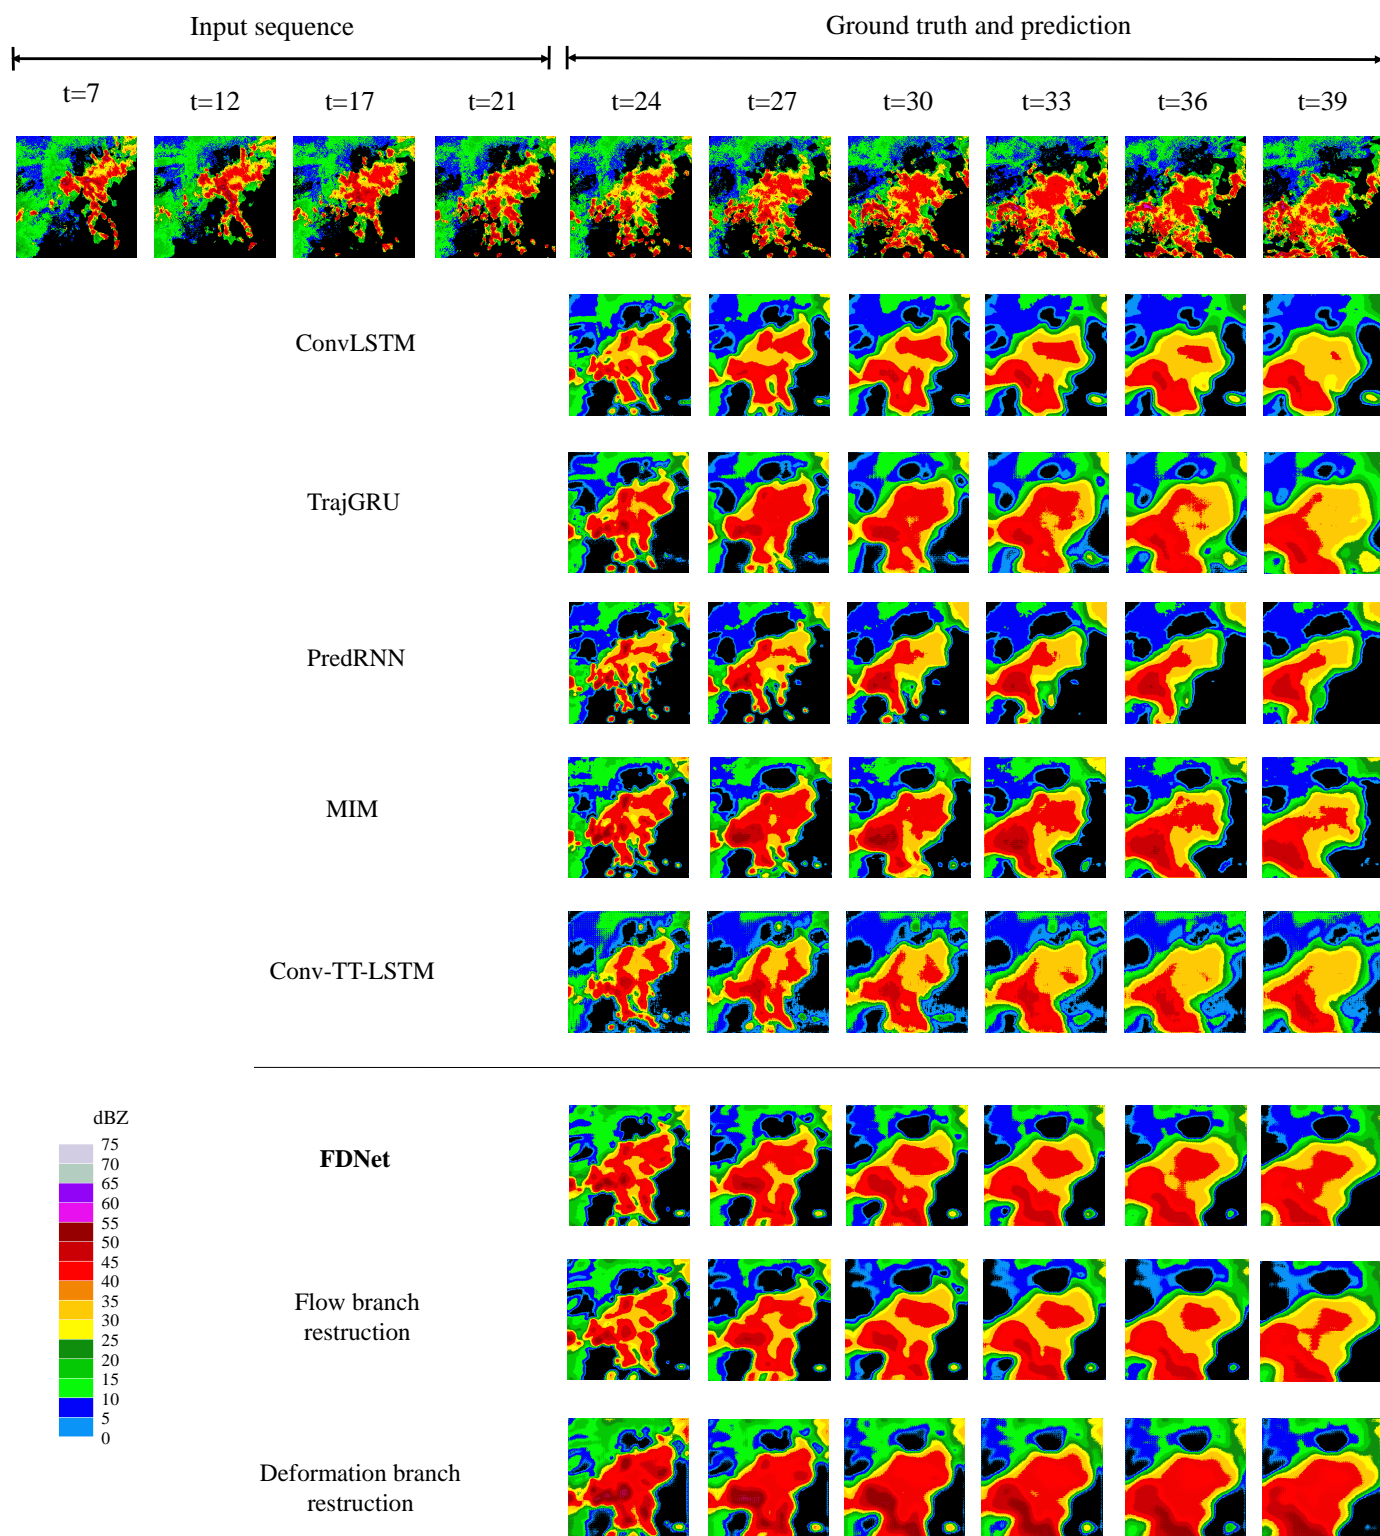 Input sequence
Ground truth and prediction
t=7
t=12
t=17
t=21
t=24
t=27
t=30
t=33
t=36
t=39
ConvLSTM
TrajGRU
PredRNN
MIM
Conv-TT-LSTM
dBZ
75
70
65
60
55
50
45
40
35
30
25
20
15
10
5
0
FDNet
Flow branch
restruction
Deformation branch
restruction